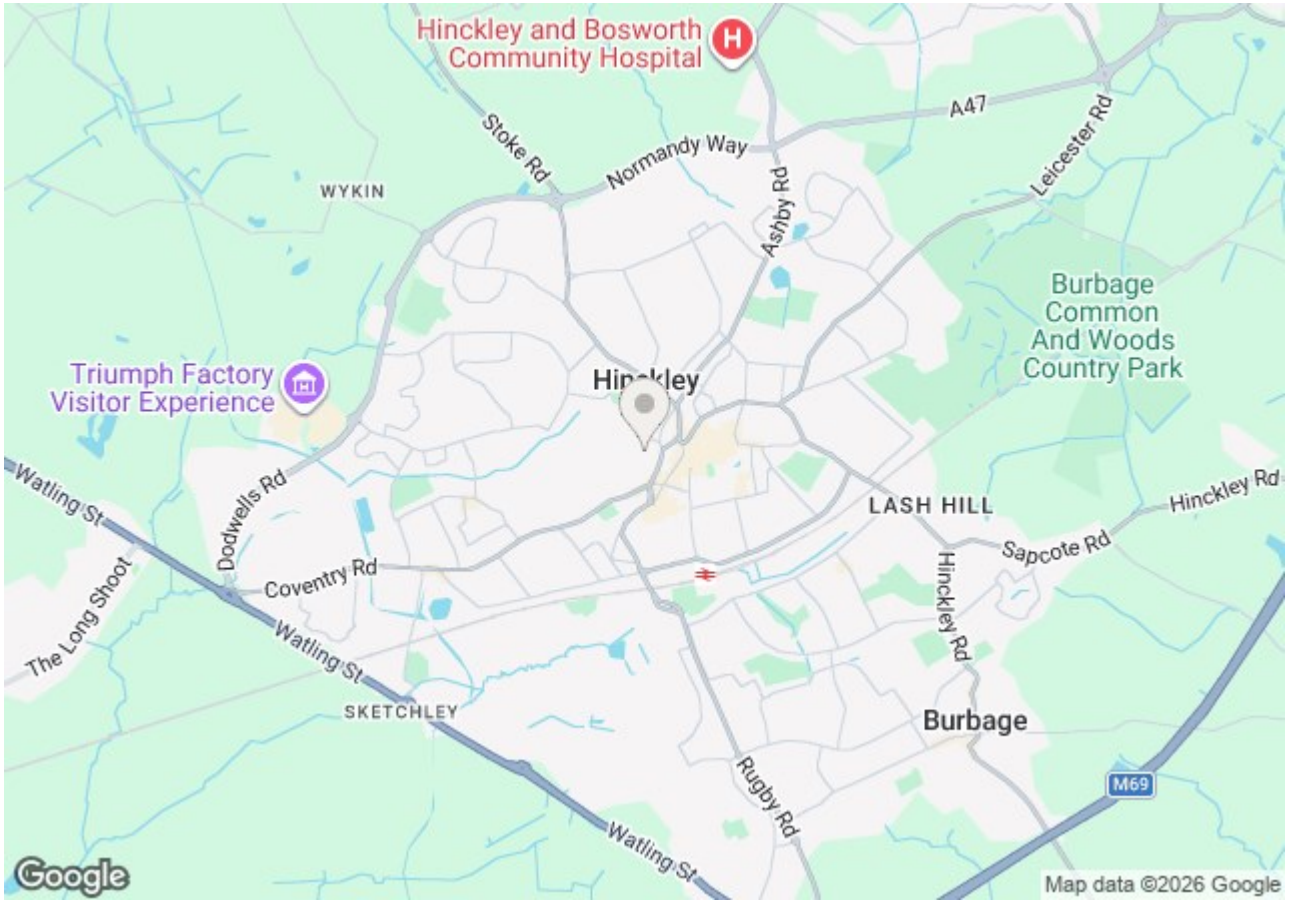 Hinckley and Bosworth
Community Hospital
H
A47
Stoke Rd
Normandy Way
Leicester Rd
Ashby Rd
WYKIN
Burbage
Common
And Woods
Country Park
Triumph Factory
Visitor Experience
Hinckley
Watling St
Dodwells Rd
LASH HILL
Hinckley Rd
Sapcote Rd
Coventry Rd
The Long Shoot
Hinckley Rd
Watling St
SKETCHLEY
Burbage
Rugby Rd
M69
Watling St
Google
Map data ©2026 Google